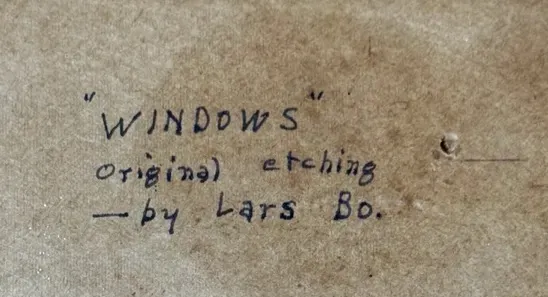 "WINDOWS"
original etching
— by Lars Bo.